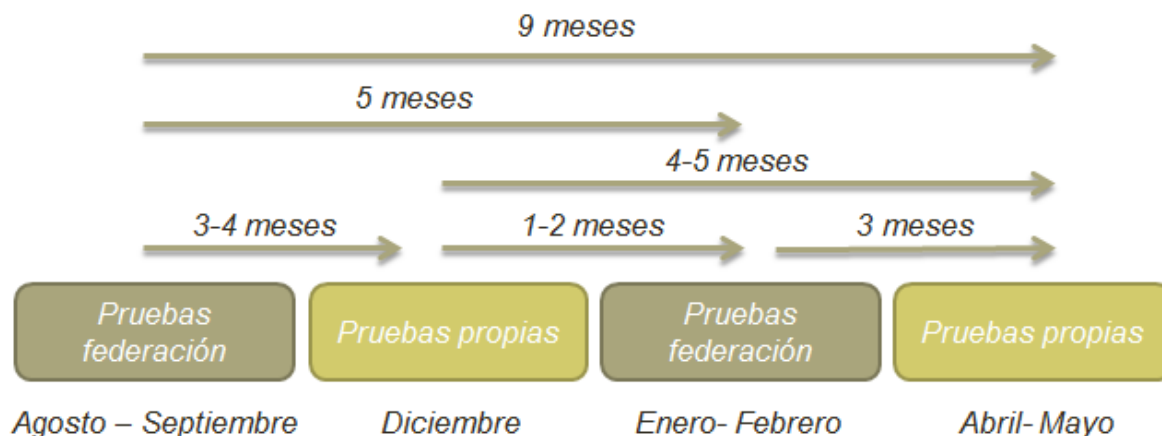 9 meses
5 meses
4-5 meses
3-4 meses
1-2 meses
3 meses
Pruebas
federación
Pruebas propias
Pruebas
federación
Pruebas propias
Agosto – Septiembre
Diciembre
Enero- Febrero
Abril- Mayo